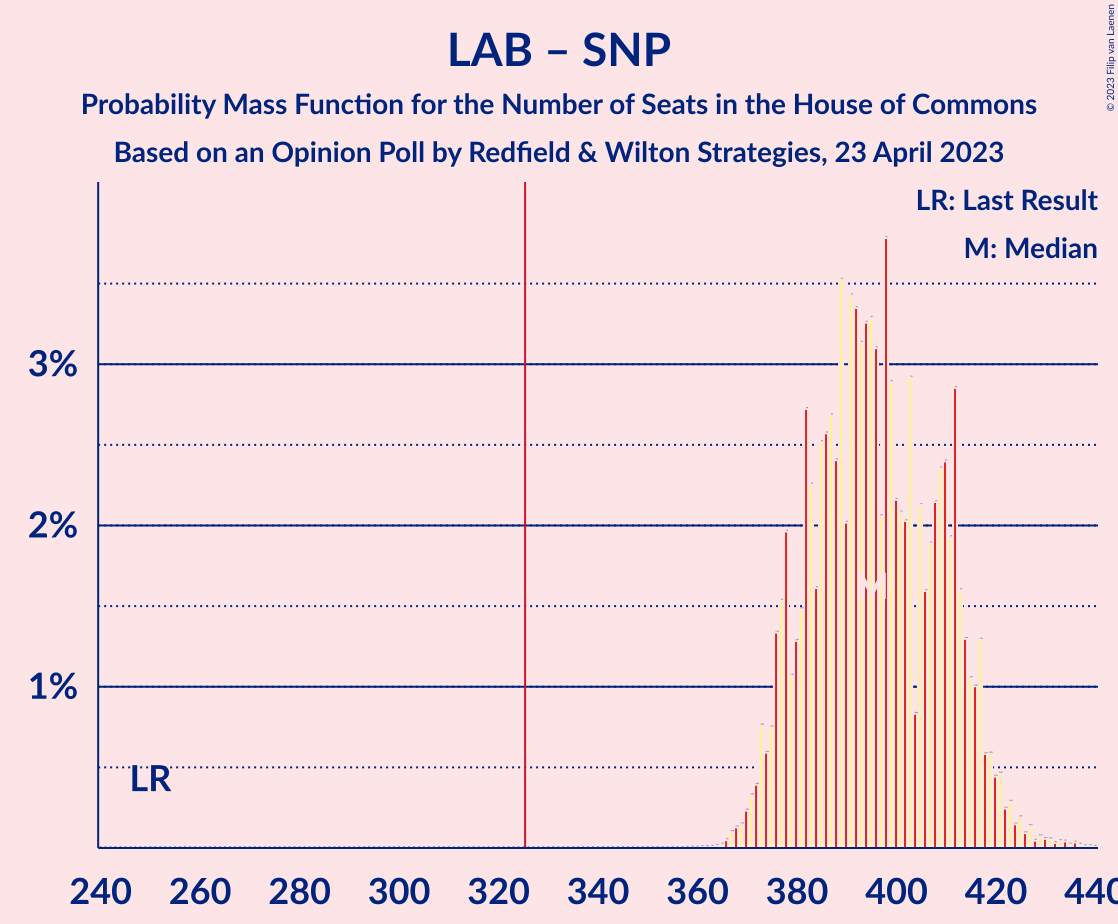 LAB – SNP
Probability Mass Function for the Number of Seats in the House of Commons
Based on an Opinion Poll by Redfield & Wilton Strategies, 23 April 2023
© 2023 Filip van Laenen
LR: Last Result
M: Median
3%
2%
1%
LR
M
240 260 280 300 320 340 360 380 400 420 440